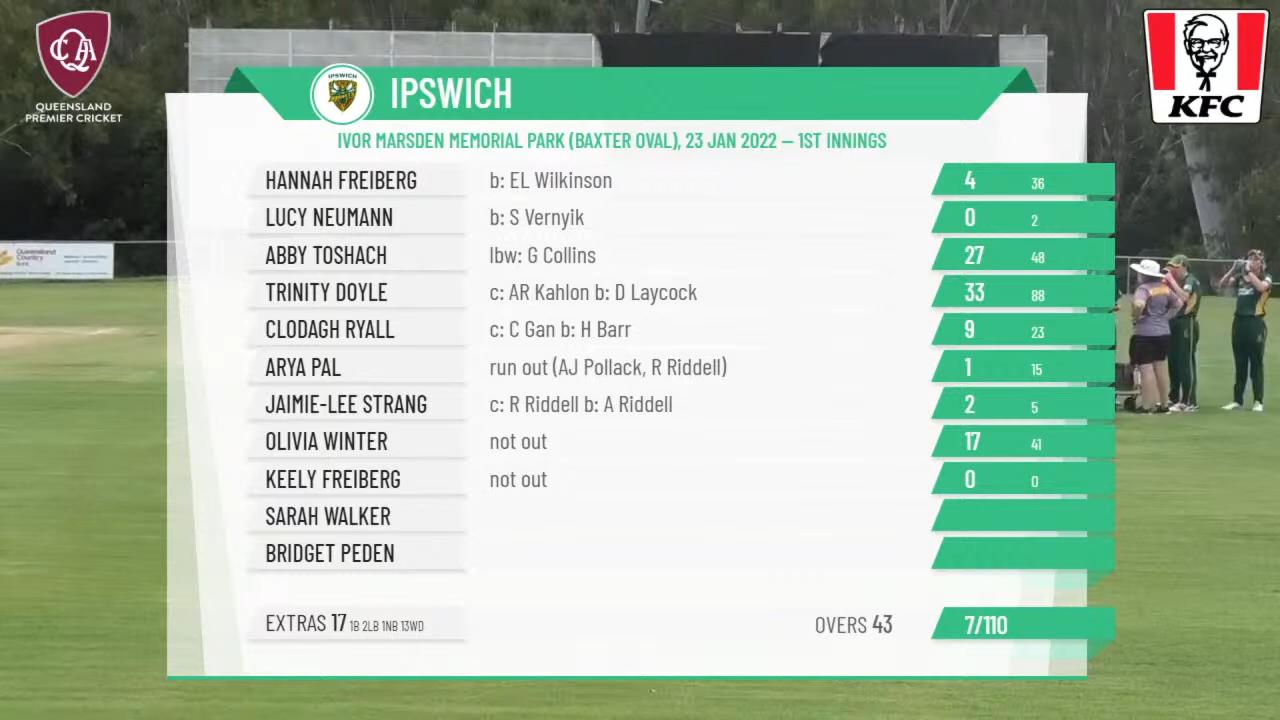 QUEENSLAND
PREMIER CRICKET
KFC
IPSWICH
IPSWICH
IVOR MARSDEN MEMORIAL PARK (BAXTER OVAL), 23 JAN 2022 – 1ST INNINGS
HANNAH FREIBERG b: EL Wilkinson 4 36
LUCY NEUMANN b: S Vernyik 0 2
ABBY TOSHACH lbw: G Collins 27 48
TRINITY DOYLE c: AR Kahlon b: D Laycock 33 88
CLODAGH RYALL c: C Gan b: H Barr 9 23
ARYA PAL run out (AJ Pollack, R Riddell) 1 15
JAIMIE-LEE STRANG c: R Riddell b: A Riddell 2 5
OLIVIA WINTER not out 17 41
KEELY FREIBERG not out 0 0
SARAH WALKER
BRIDGET PEDEN
EXTRAS 17 1B 2LB 1NB 13WD OVERS 43 7/110
Queensland
Country
Bank